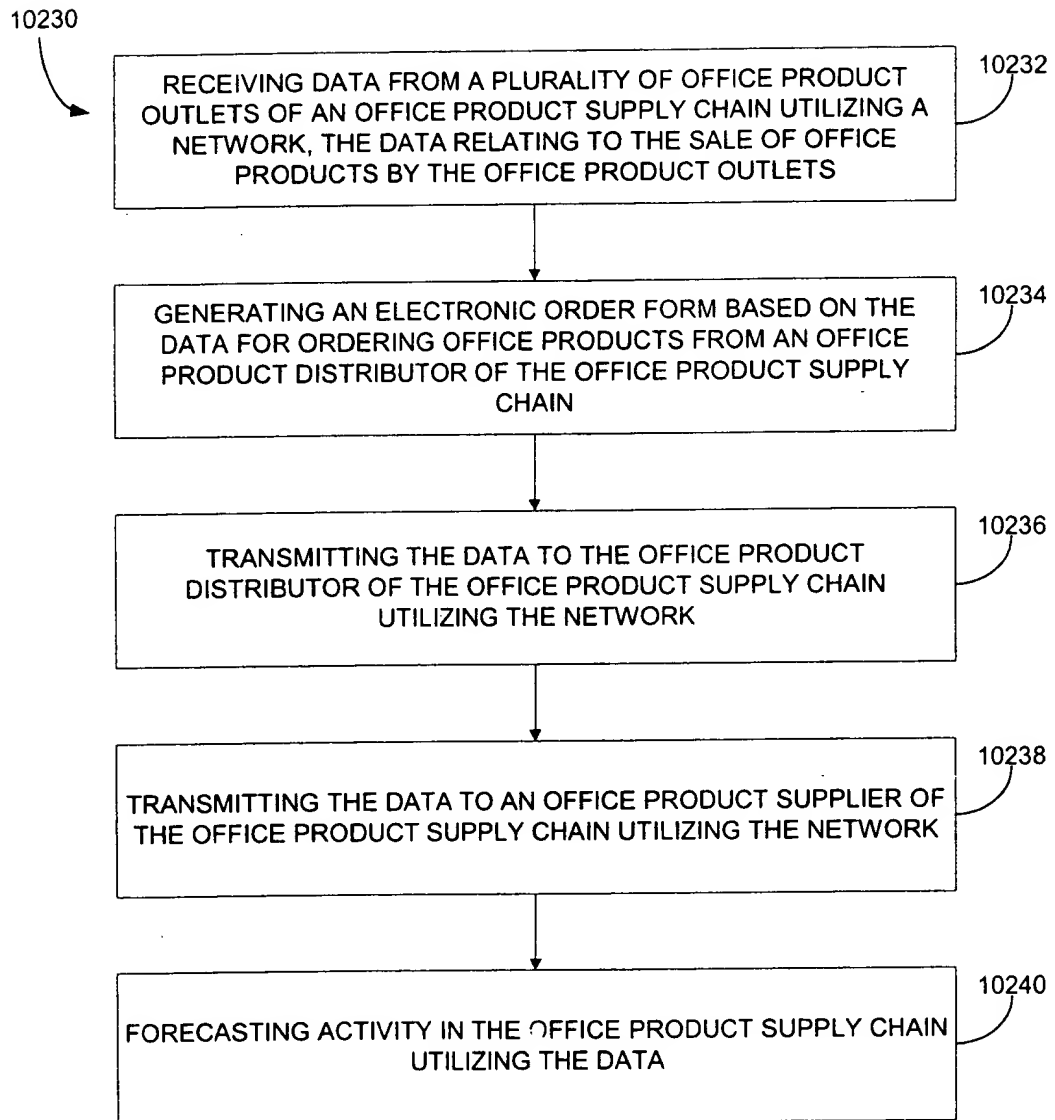 10230
RECEIVING DATA FROM A PLURALITY OF OFFICE PRODUCT
OUTLETS OF AN OFFICE PRODUCT SUPPLY CHAIN UTILIZING A
NETWORK, THE DATA RELATING TO THE SALE OF OFFICE
PRODUCTS BY THE OFFICE PRODUCT OUTLETS
10232
GENERATING AN ELECTRONIC ORDER FORM BASED ON THE
DATA FOR ORDERING OFFICE PRODUCTS FROM AN OFFICE
PRODUCT DISTRIBUTOR OF THE OFFICE PRODUCT SUPPLY
CHAIN
10234
TRANSMITTING THE DATA TO THE OFFICE PRODUCT
DISTRIBUTOR OF THE OFFICE PRODUCT SUPPLY CHAIN
UTILIZING THE NETWORK
10236
TRANSMITTING THE DATA TO AN OFFICE PRODUCT SUPPLIER OF
THE OFFICE PRODUCT SUPPLY CHAIN UTILIZING THE NETWORK
10238
FORECASTING ACTIVITY IN THE OFFICE PRODUCT SUPPLY CHAIN
UTILIZING THE DATA
10240